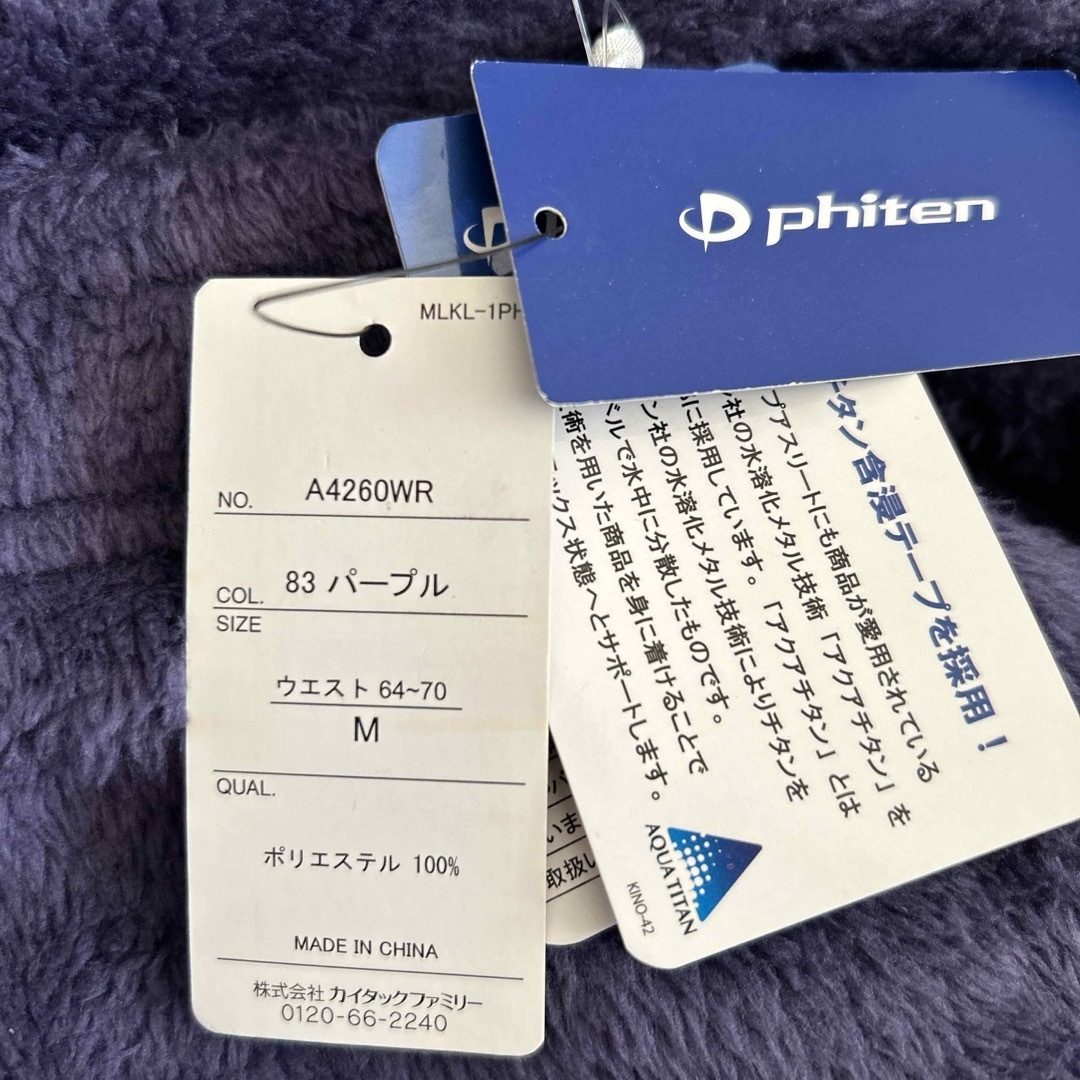 phiten
MLKL-1PH
NO. A4260WR
COL. 83 パープル
SIZE
ウエスト 64~70
M
QUAL.
ポリエステル 100%
MADE IN CHINA
株式会社 カイタックファミリー
0120-66-2240
タン含浸テープを採用！
プアスリートにも商品が愛用されている
社の水溶化メタル技術「アクアチタン」を
に採用しています。「アクアチタン」とは
ン社の水溶化メタル技術によりチタンを
ルで水中に分散したものです。
術を用いた商品を身に着けることで
ックス状態へとサポートします。
AQUA TITAN
KINO-42
いま
取扱い